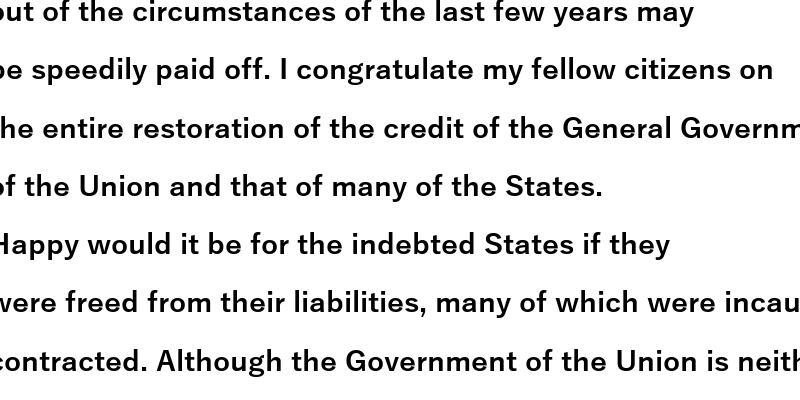 out of the circumstances of the last few years may
be speedily paid off. I congratulate my fellow citizens on
the entire restoration of the credit of the General Governm
of the Union and that of many of the States.
Happy would it be for the indebted States if they
were freed from their liabilities, many of which were incau
contracted. Although the Government of the Union is neith